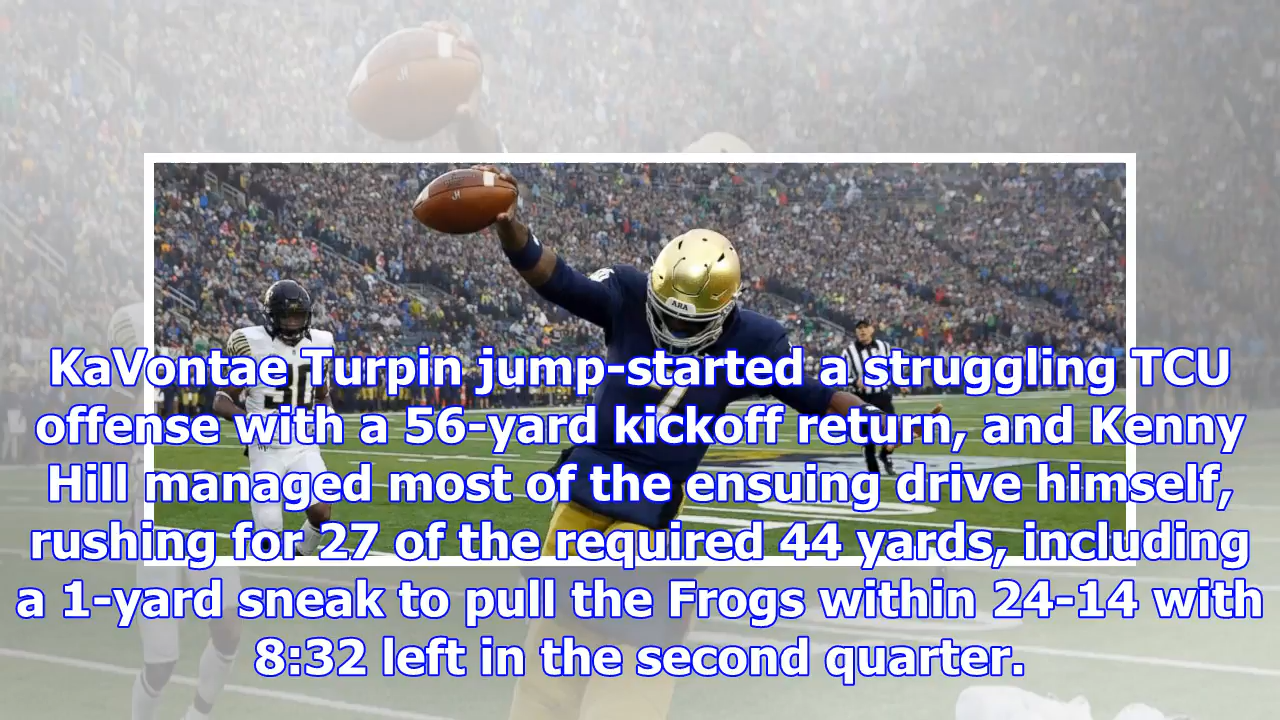 KaVontae Turpin jump-started a struggling TCU
offense with a 56-yard kickoff return, and Kenny
Hill managed most of the ensuing drive himself,
rushing for 27 of the required 44 yards, including
a 1-yard sneak to pull the Frogs within 24-14 with
8:32 left in the second quarter.